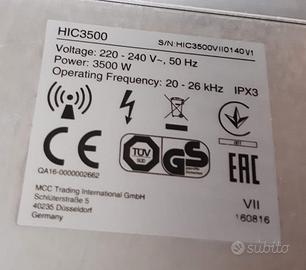 HIC3500
S/N:HIC3500VII0140V1
Voltage: 220 - 240 V~, 50 Hz
Power: 3500 W
Operating Frequency: 20 - 26 kHz IPX3
CE
TÜV
SÜD
GS
EAC
QA16-0000002662
MCC Trading International GmbH
Schlüterstraße 5
40235 Düsseldorf
Germany
VII
160816
subito